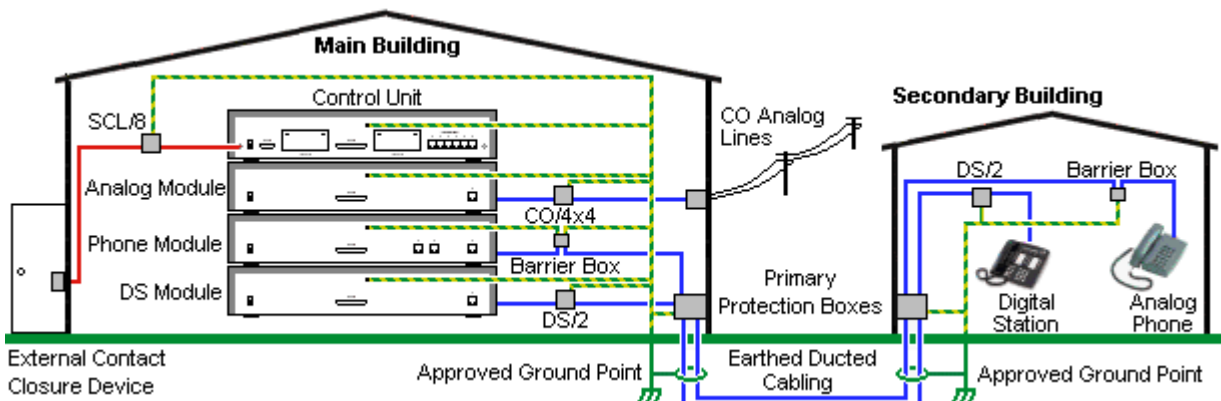 Main Building
Control Unit
SCL/8
Analog Module
Phone Module
DS Module
CO/4x4
Barrier Box
DS/2
CO Analog
Lines
Primary
Protection Boxes
Secondary Building
DS/2
Barrier Box
Digital
Station
Analog
Phone
External Contact
Closure Device
Approved Ground Point
Earthed Ducted
Cabling
Approved Ground Point